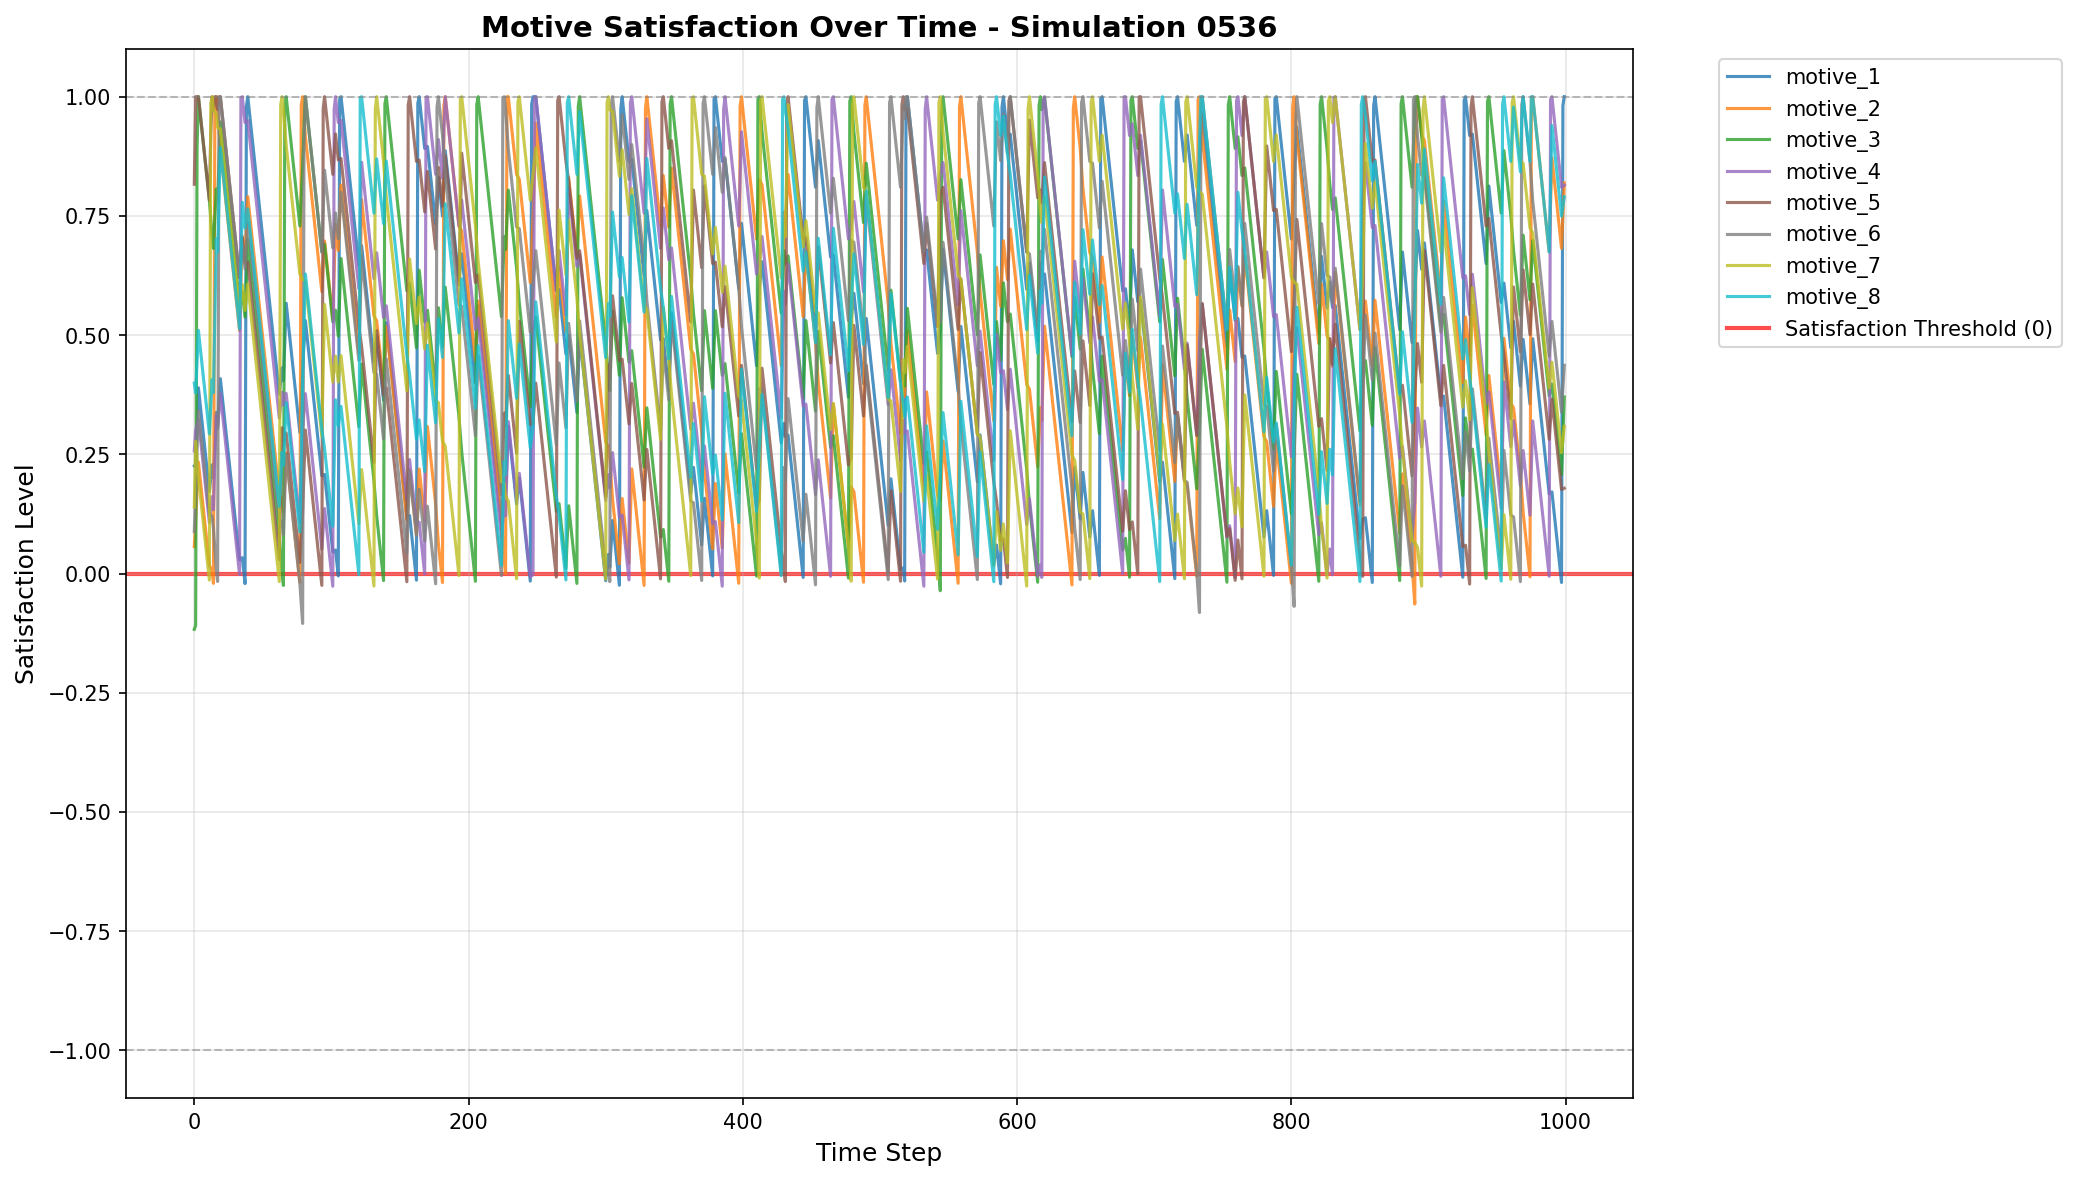 Motive Satisfaction Over Time - Simulation 0536
motive_1
motive_2
motive_3
motive_4
motive_5
motive_6
motive_7
motive_8
Satisfaction Threshold (0)
Satisfaction Level
1.00
0.75
0.50
0.25
0.00
−0.25
−0.50
−0.75
−1.00
0 200 400 600 800 1000
Time Step